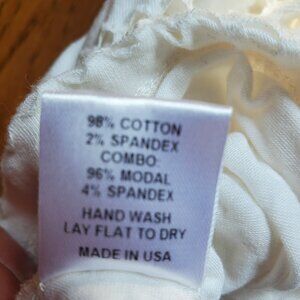 98% COTTON
2% SPANDEX
COMBO:
96% MODAL
4% SPANDEX
HAND WASH
LAY FLAT TO DRY
MADE IN USA